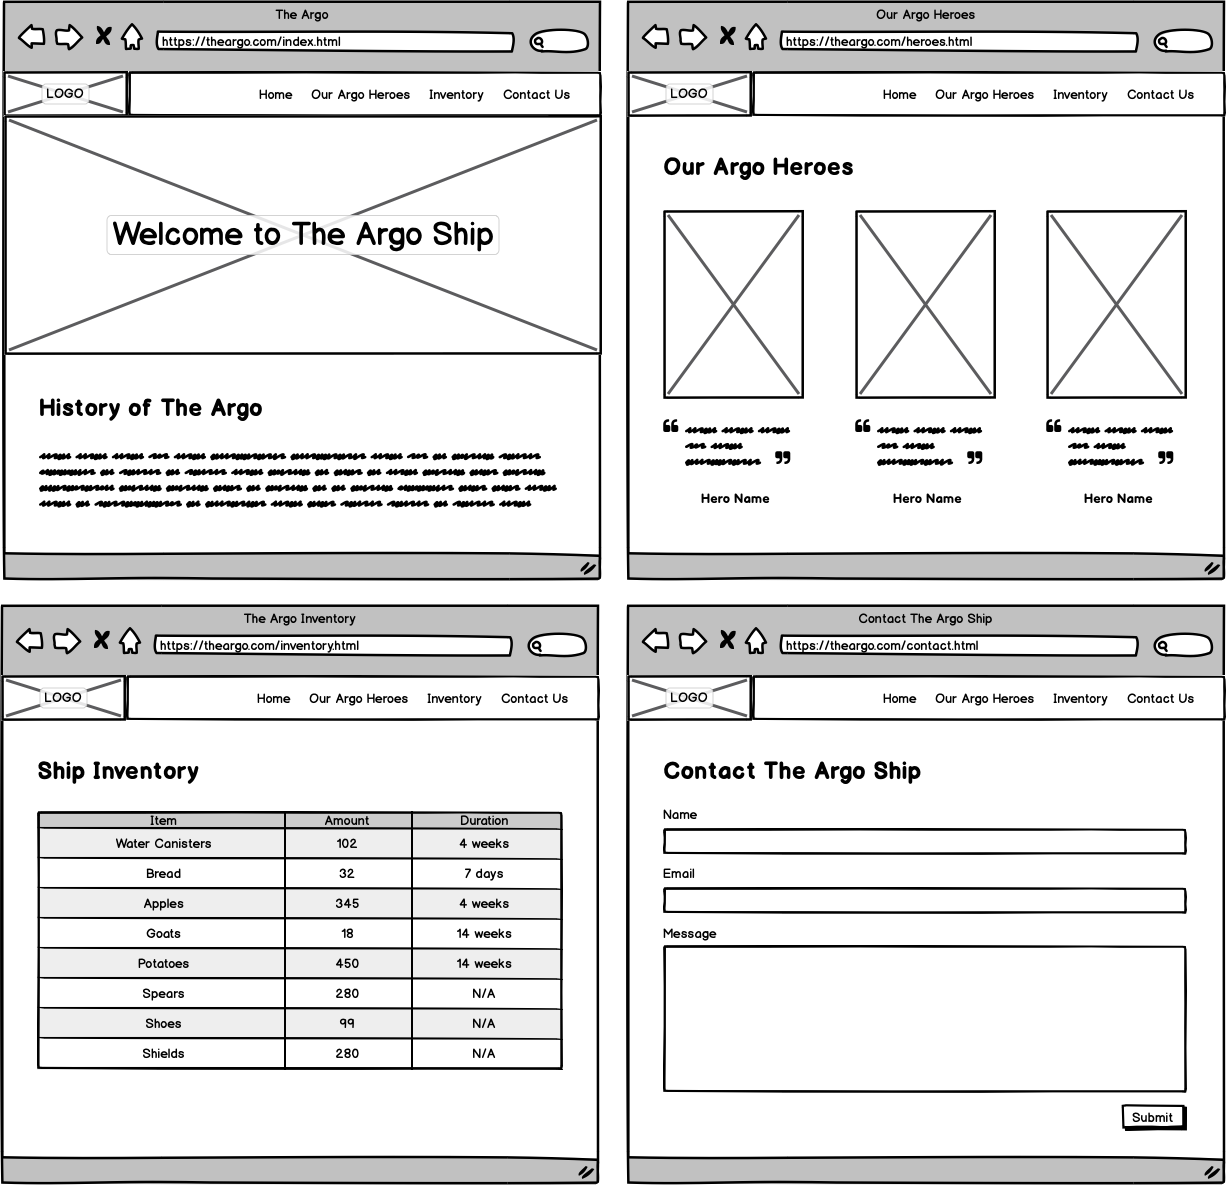 The Argo
https://theargo.com/index.html
LOGO
Home Our Argo Heroes Inventory Contact Us
Welcome to The Argo Ship
History of The Argo
Our Argo Heroes
https://theargo.com/heroes.html
LOGO
Home Our Argo Heroes Inventory Contact Us
Our Argo Heroes
Hero Name Hero Name Hero Name
The Argo Inventory
https://theargo.com/inventory.html
LOGO
Home Our Argo Heroes Inventory Contact Us
Ship Inventory
Item Amount Duration
Water Canisters 102 4 weeks
Bread 32 7 days
Apples 345 4 weeks
Goats 18 14 weeks
Potatoes 450 14 weeks
Spears 280 N/A
Shoes 99 N/A
Shields 280 N/A
Contact The Argo Ship
https://theargo.com/contact.html
LOGO
Home Our Argo Heroes Inventory Contact Us
Contact The Argo Ship
Name
Email
Message
Submit